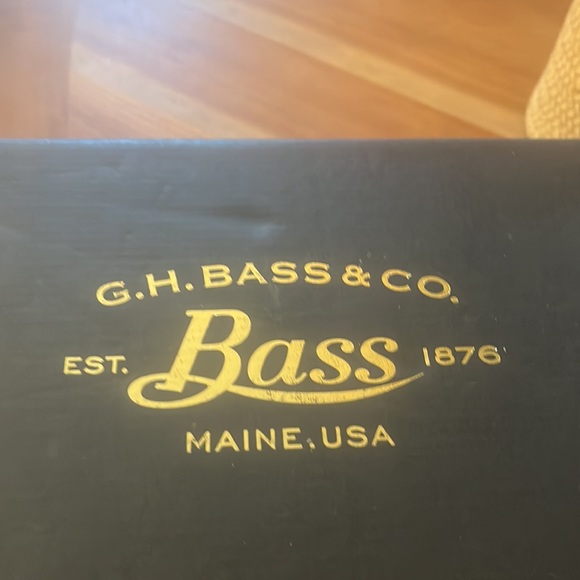 G.H. BASS & CO.
EST. Bass 1876
MAINE, USA